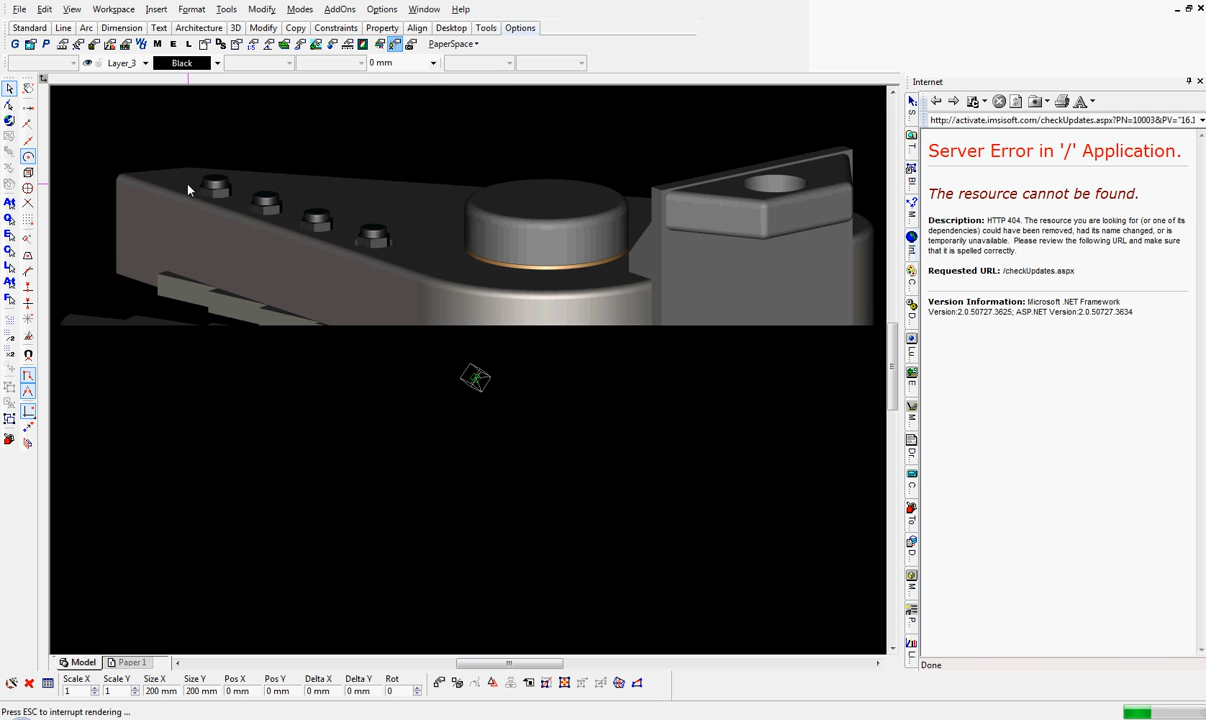 File Edit View Workspace Insert Format Tools Modify Modes AddOns Options Window Help
Standard Line Arc Dimension Text Architecture 3D Modify Copy Constraints Property Align Desktop Tools Options
PaperSpace
Layer_3 Black 0 mm
Internet
http://activate.imsisoft.com/checkUpdates.aspx?PN=10003&PV="16.
Server Error in '/' Application.
The resource cannot be found.
Description: HTTP 404. The resource you are looking for (or one of its
dependencies) could have been removed, had its name changed, or is
temporarily unavailable. Please review the following URL and make sure
that it is spelled correctly.
Requested URL: /checkUpdates.aspx
Version Information: Microsoft .NET Framework
Version:2.0.50727.3625; ASP.NET Version:2.0.50727.3634
Done
Model Paper 1
Scale X Scale Y Size X Size Y Pos X Pos Y Delta X Delta Y Rot
1 1 200 mm 200 mm 0 mm 0 mm 0 mm 0 mm 0
Press ESC to interrupt rendering ...